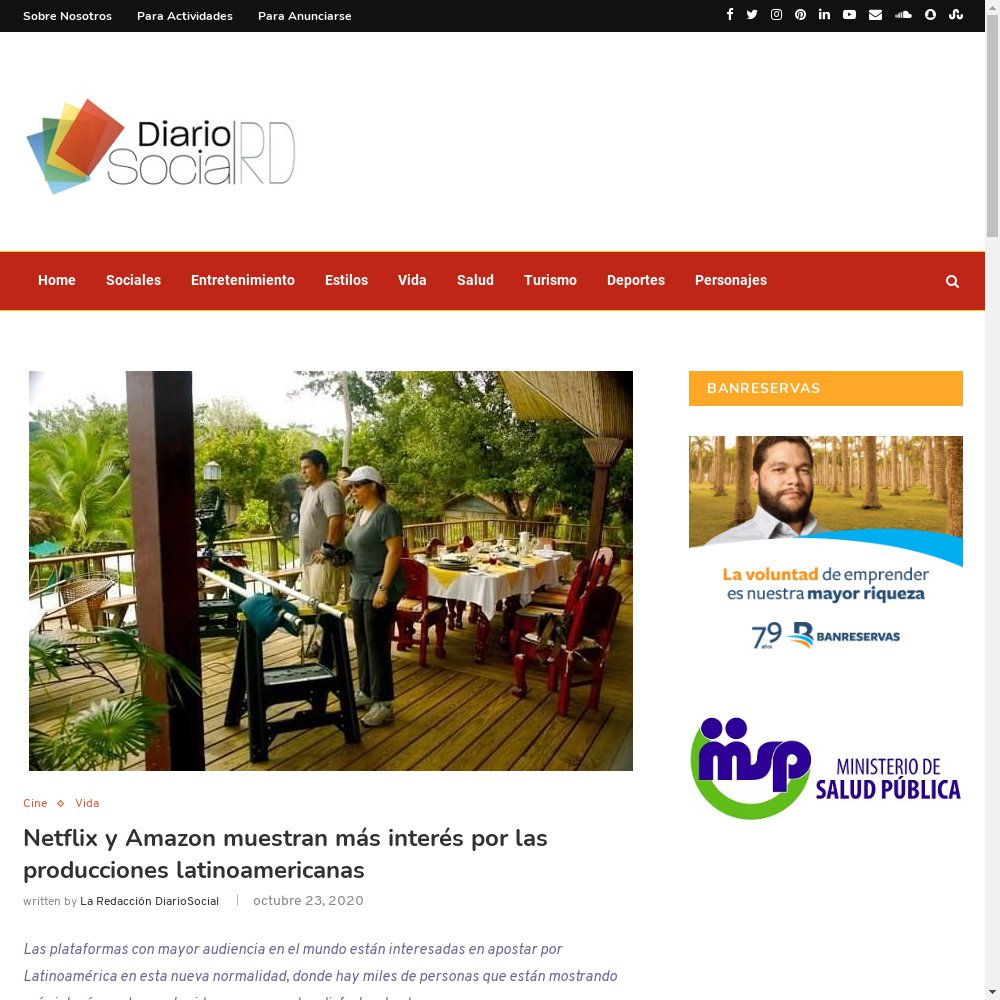 Sobre Nosotros Para Actividades Para Anunciarse
Diario
Social RD
Home Sociales Entretenimiento Estilos Vida Salud Turismo Deportes Personajes
Cine Vida
Netflix y Amazon muestran más interés por las
producciones latinoamericanas
written by La Redacción DiarioSocial octubre 23, 2020
Las plataformas con mayor audiencia en el mundo están interesadas en apostar por
Latinoamérica en esta nueva normalidad, donde hay miles de personas que están mostrando
BANRESERVAS
La voluntad de emprender
es nuestra mayor riqueza
79 años BANRESERVAS
msp MINISTERIO DE
SALUD PÚBLICA